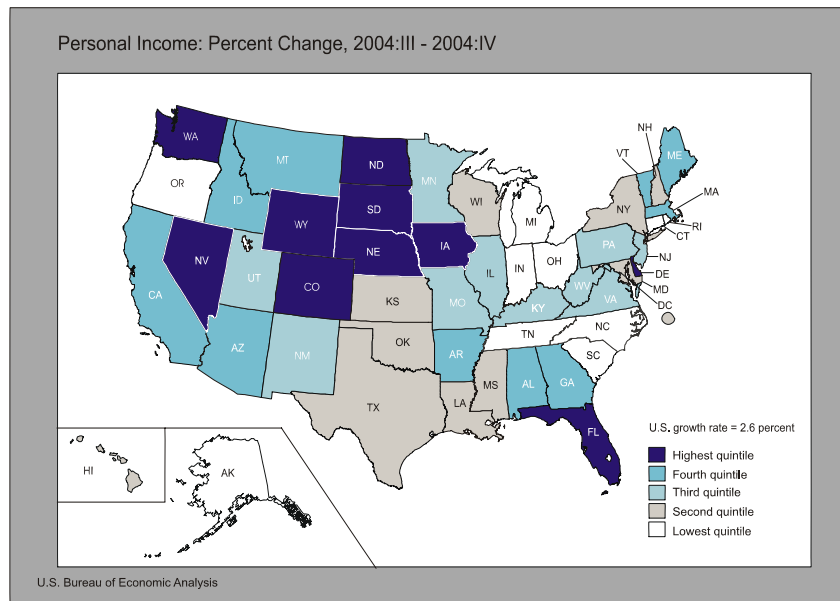 Personal Income: Percent Change, 2004:III - 2004:IV
WA
OR
CA
NV
ID
MT
WY
UT
AZ
CO
NM
ND
SD
NE
KS
OK
TX
MN
IA
MO
AR
LA
WI
IL
MS
MI
IN
OH
KY
TN
AL
GA
FL
SC
NC
VA
WV
PA
NY
VT
NH
ME
MA
RI
CT
NJ
DE
MD
DC
HI
AK
U.S. growth rate = 2.6 percent
Highest quintile
Fourth quintile
Third quintile
Second quintile
Lowest quintile
U.S. Bureau of Economic Analysis